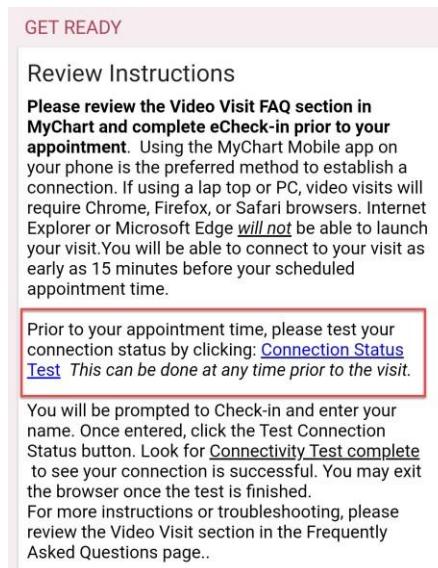 GET READY
Review Instructions
Please review the Video Visit FAQ section in
MyChart and complete eCheck-in prior to your
appointment. Using the MyChart Mobile app on
your phone is the preferred method to establish a
connection. If using a lap top or PC, video visits will
require Chrome, Firefox, or Safari browsers. Internet
Explorer or Microsoft Edge will not be able to launch
your visit.You will be able to connect to your visit as
early as 15 minutes before your scheduled
appointment time.
Prior to your appointment time, please test your
connection status by clicking: Connection Status
Test This can be done at any time prior to the visit.
You will be prompted to Check-in and enter your
name. Once entered, click the Test Connection
Status button. Look for Connectivity Test complete
to see your connection is successful. You may exit
the browser once the test is finished.
For more instructions or troubleshooting, please
review the Video Visit section in the Frequently
Asked Questions page..